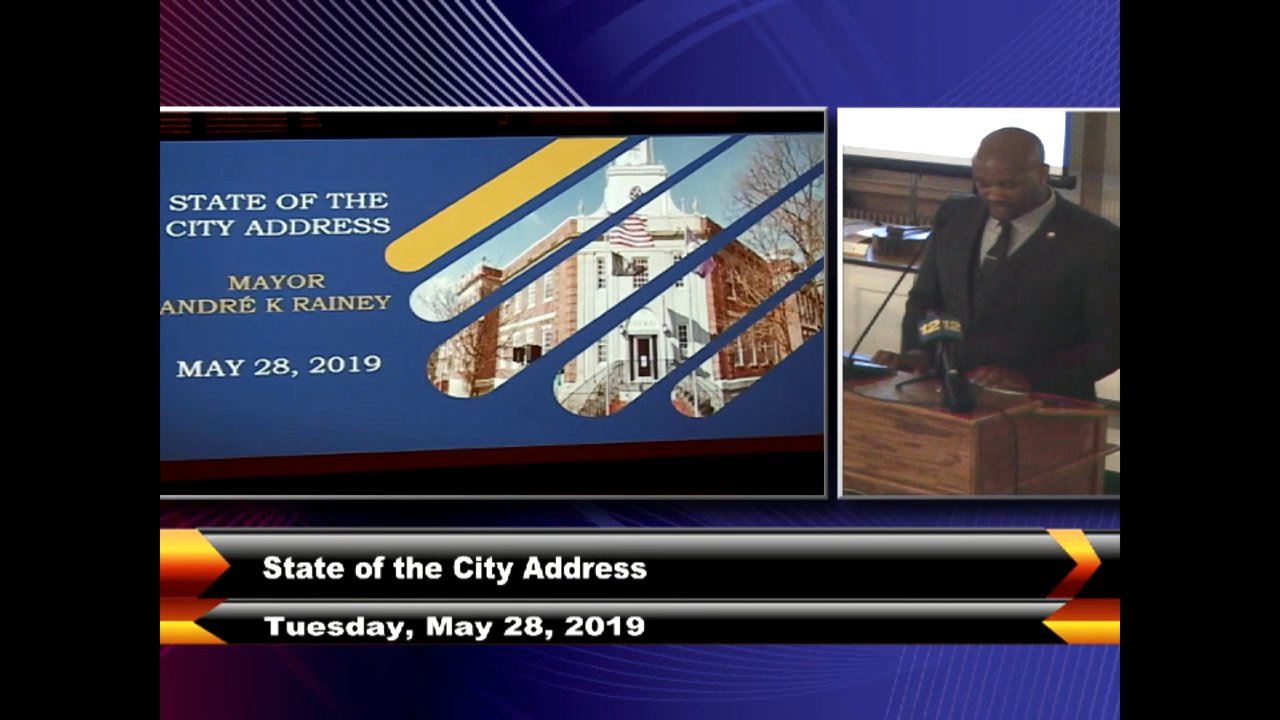 STATE OF THE
CITY ADDRESS
MAYOR
ANDRÉ K RAINEY
MAY 28, 2019
12 12
State of the City Address
Tuesday, May 28, 2019